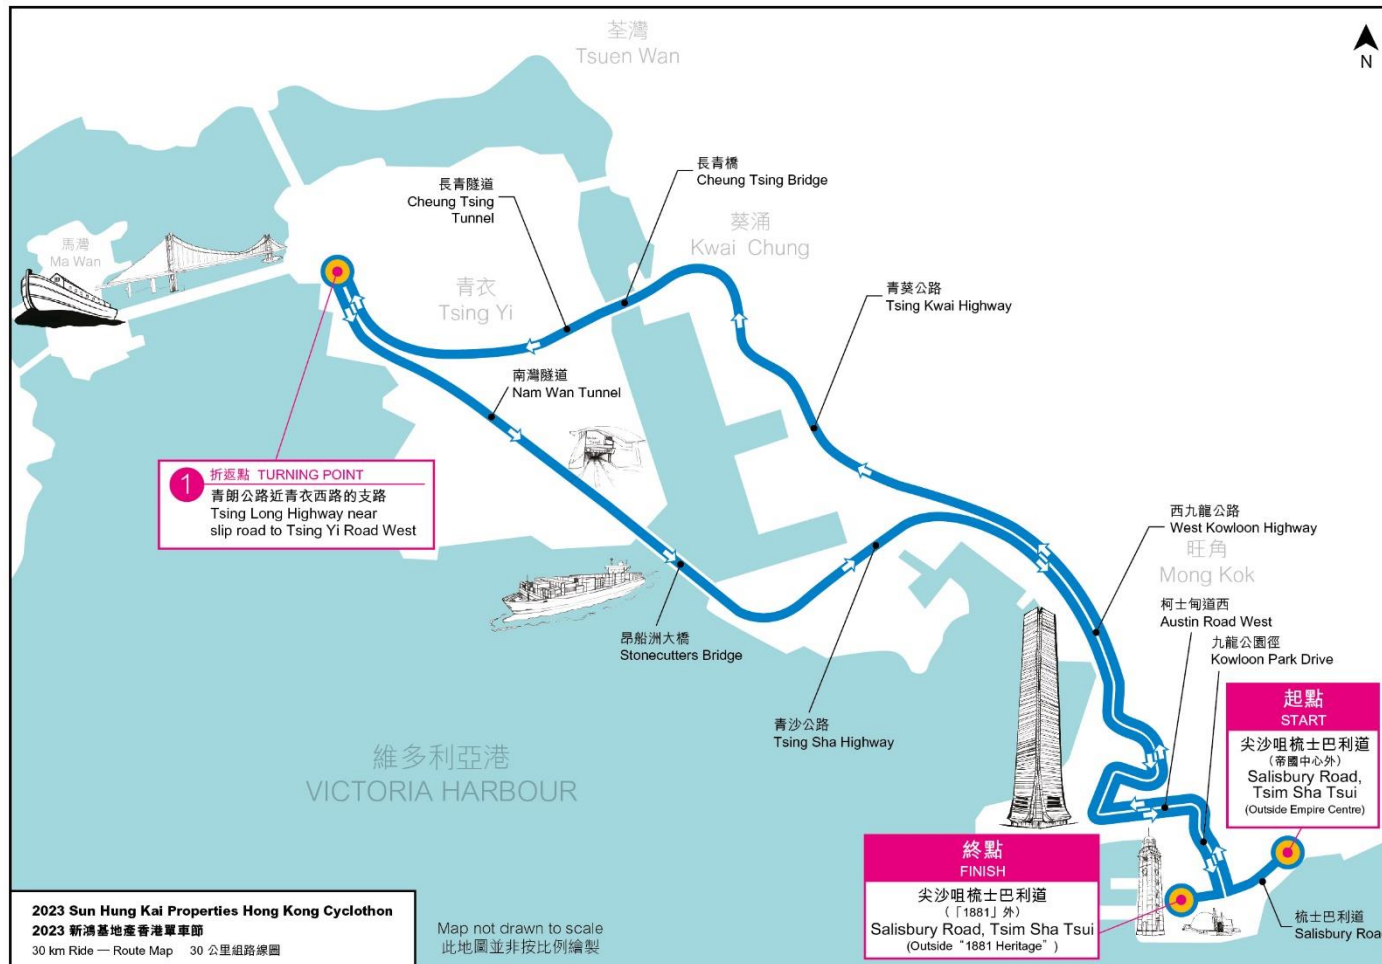 荃灣
Tsuen Wan
N
長青橋
Cheung Tsing Bridge
長青隧道
Cheung Tsing
Tunnel
葵涌
Kwai Chung
馬灣
Ma Wan
青衣
Tsing Yi
青葵公路
Tsing Kwai Highway
南灣隧道
Nam Wan Tunnel
1
折返點 TURNING POINT
青朗公路近青衣西路的支路
Tsing Long Highway near
slip road to Tsing Yi Road West
西九龍公路
West Kowloon Highway
旺角
Mong Kok
柯士甸道西
Austin Road West
九龍公園徑
Kowloon Park Drive
昂船洲大橋
Stonecutters Bridge
青沙公路
Tsing Sha Highway
起點
START
尖沙咀梳士巴利道
(帝國中心外)
Salisbury Road,
Tsim Sha Tsui
(Outside Empire Centre)
維多利亞港
VICTORIA HARBOUR
終點
FINISH
尖沙咀梳士巴利道
(「1881」外)
Salisbury Road, Tsim Sha Tsui
(Outside "1881 Heritage" )
梳士巴利道
Salisbury Roa
2023 Sun Hung Kai Properties Hong Kong Cyclothon
2023 新鴻基地產香港單車節
30 km Ride — Route Map 30 公里組路線圖
Map not drawn to scale
此地圖並非按比例繪製